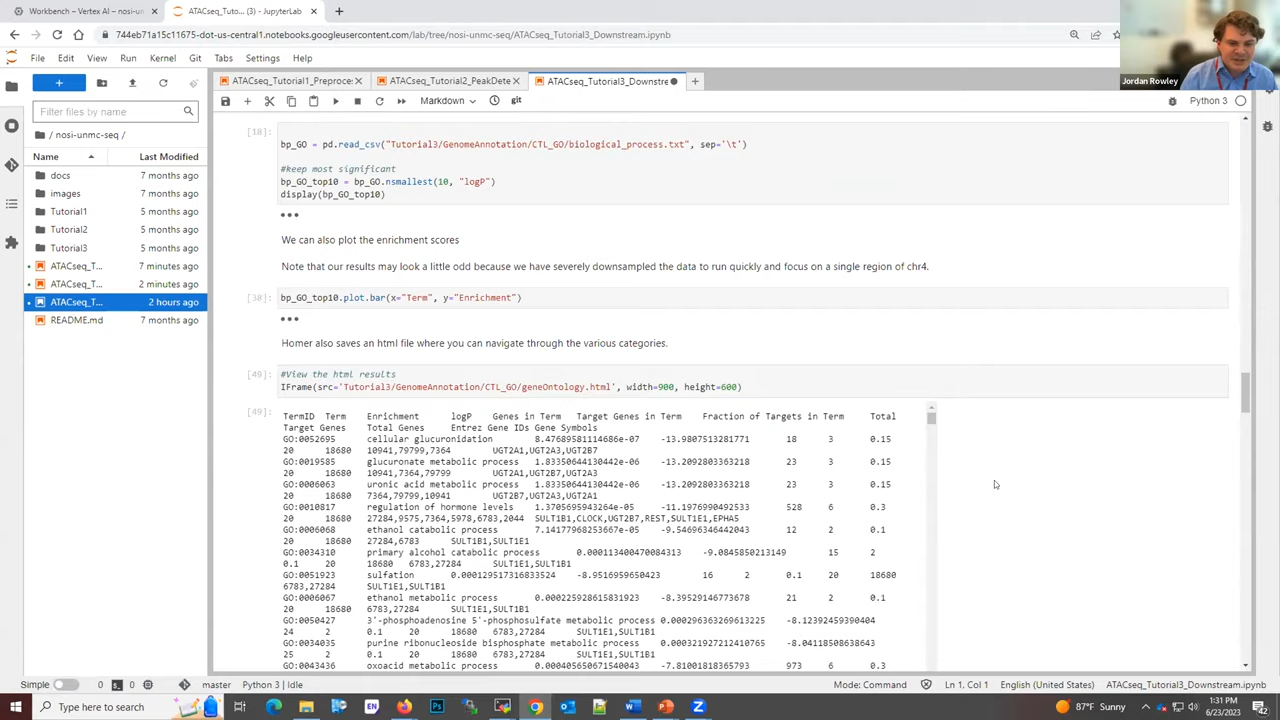 Workbench – Vertex AI – nosi-un
ATACseq_Tuto... (3) - JupyterLab
744eb71a15c11675-dot-us-central1.notebooks.googleusercontent.com/lab/tree/nosi-unmc-seq/ATACseq_Tutorial3_Downstream.ipynb
Jordan Rowley
File Edit View Run Kernel Git Tabs Settings Help
ATACseq_Tutorial1_Preproce:
ATACseq_Tutorial2_PeakDete
ATACseq_Tutorial3_Downstre
Filter files by name
Markdown
git
Python 3
/ nosi-unmc-seq /
Name Last Modified
docs 7 months ago
images 7 months ago
Tutorial1 5 months ago
Tutorial2 5 months ago
Tutorial3 5 months ago
ATACseq_T... 7 minutes ago
ATACseq_T... 2 minutes ago
ATACseq_T... 2 hours ago
README.md 7 months ago
[18]:
bp_GO = pd.read_csv("Tutorial3/GenomeAnnotation/CTL_GO/biological_process.txt", sep='\t')
#keep most significant
bp_GO_top10 = bp_GO.nsmallest(10, "logP")
display(bp_GO_top10)
We can also plot the enrichment scores
Note that our results may look a little odd because we have severely downsampled the data to run quickly and focus on a single region of chr4.
[38]: bp_GO_top10.plot.bar(x="Term", y="Enrichment")
Homer also saves an html file where you can navigate through the various categories.
[49]: #View the html results
IFrame(src='Tutorial3/GenomeAnnotation/CTL_GO/geneOntology.html', width=900, height=600)
[49]: TermID Term Enrichment logP Genes in Term Target Genes in Term Fraction of Targets in Term Total
Target Genes Total Genes Entrez Gene IDs Gene Symbols
GO:0052695 cellular glucuronidation 8.47689581114686e-07 -13.9807513281771 18 3 0.15
20 18680 10941,79799,7364 UGT2A1,UGT2A3,UGT2B7
GO:0019585 glucuronate metabolic process 1.83350644130442e-06 -13.2092803363218 23 3 0.15
20 18680 10941,7364,79799 UGT2A1,UGT2B7,UGT2A3
GO:0006063 uronic acid metabolic process 1.83350644130442e-06 -13.2092803363218 23 3 0.15
20 18680 7364,79799,10941 UGT2B7,UGT2A3,UGT2A1
GO:0010817 regulation of hormone levels 1.3705695943264e-05 -11.1976990492533 528 6 0.3
20 18680 27284,9575,7364,5978,6783,2044 SULT1B1,CLOCK,UGT2B7,REST,SULT1E1,EPHA5
GO:0006068 ethanol catabolic process 7.14177968253667e-05 -9.54696344442043 12 2 0.1
20 18680 27284,6783 SULT1B1,SULT1E1
GO:0034310 primary alcohol catabolic process 0.000113400470084313 -9.0845850213149 15 2
0.1 20 18680 6783,27284 SULT1E1,SULT1B1
GO:0051923 sulfation 0.000129517316833524 -8.9516959650423 16 2 0.1 20 18680
6783,27284 SULT1E1,SULT1B1
GO:0006067 ethanol metabolic process 0.000225928615831923 -8.39529146773678 21 2 0.1
20 18680 6783,27284 SULT1E1,SULT1B1
GO:0050427 3'-phosphoadenosine 5'-phosphosulfate metabolic process 0.000296363269613225 -8.12392459390404
24 2 0.1 20 18680 6783,27284 SULT1E1,SULT1B1
GO:0034035 purine ribonucleoside bisphosphate metabolic process 0.000321927212410765 -8.04118508638643
25 2 0.1 20 18680 6783,27284 SULT1E1,SULT1B1
GO:0043436 oxoacid metabolic process 0.000405650671540043 -7.81001818365793 973 6 0.3
Simple 0 0 master Python 3 | Idle Mode: Command Ln 1, Col 1 English (United States) ATACseq_Tutorial3_Downstream.ipynb
Type here to search
EN
87°F Sunny
1:31 PM
6/23/2023
42